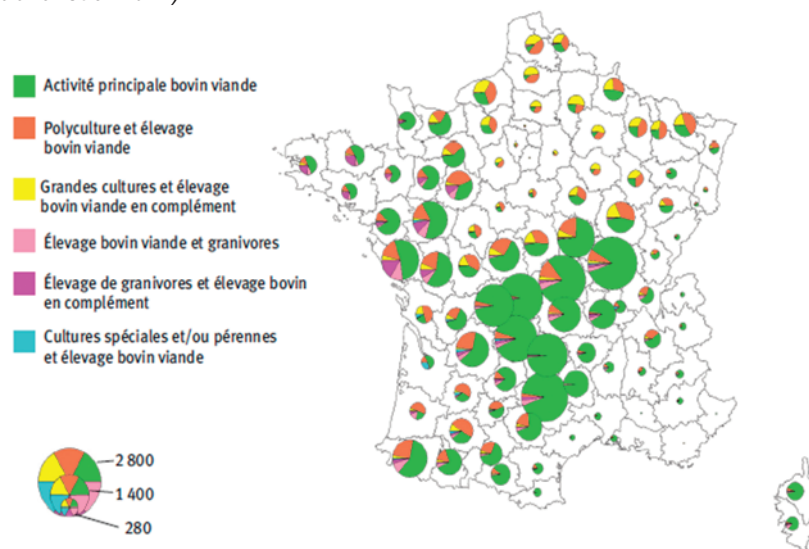 Activité principale bovin viande
Polyculture et élevage
bovin viande
Grandes cultures et élevage
bovin viande en complément
Élevage bovin viande et granivores
Élevage de granivores et élevage bovin
en complément
Cultures spéciales et/ou pérennes
et élevage bovin viande
2 800
1 400
280